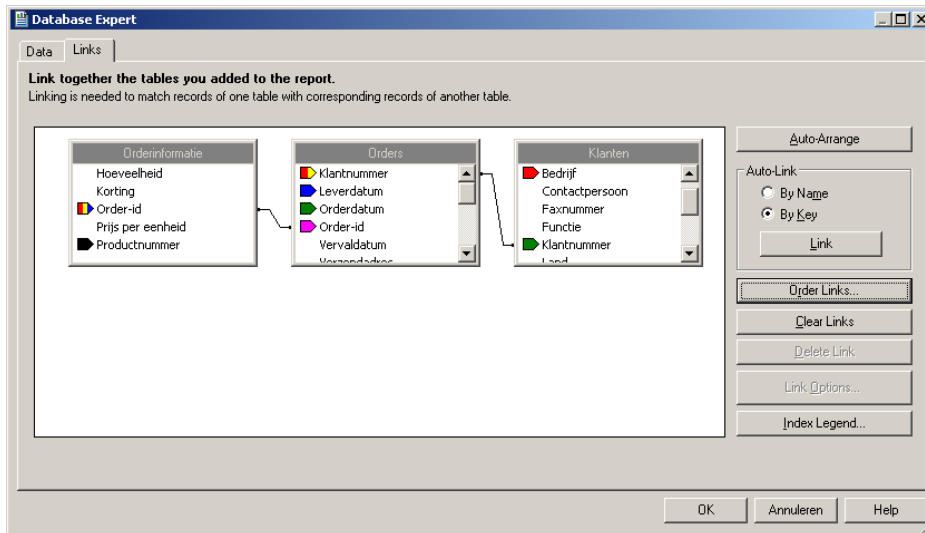 Database Expert
Data
Links
Link together the tables you added to the report.
Linking is needed to match records of one table with corresponding records of another table.
Orderinformatie
Hoeveelheid
Korting
Order-id
Prijs per eenheid
Productnummer
Orders
Klantnummer
Leverdatum
Orderdatum
Order-id
Vervaldatum
Verzendadres
Klanten
Bedrijf
Contactpersoon
Faxnummer
Functie
Klantnummer
Land
Auto-Arrange
Auto-Link
By Name
By Key
Link
Order Links...
Clear Links
Delete Link
Link Options...
Index Legend...
OK
Annuleren
Help